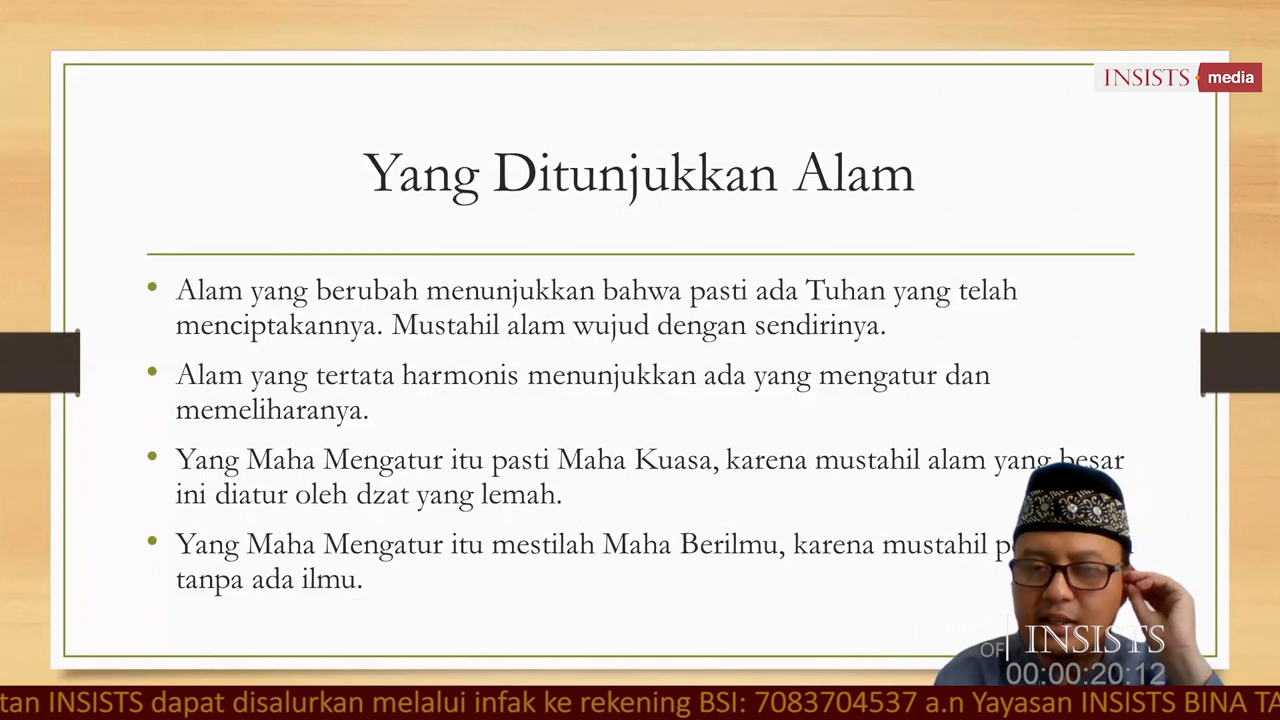 INSISTS media
Yang Ditunjukkan Alam
• Alam yang berubah menunjukkan bahwa pasti ada Tuhan yang telah
menciptakannya. Mustahil alam wujud dengan sendirinya.
• Alam yang tertata harmonis menunjukkan ada yang mengatur dan
memeliharanya.
• Yang Maha Mengatur itu pasti Maha Kuasa, karena mustahil alam yang besar
ini diatur oleh dzat yang lemah.
• Yang Maha Mengatur itu mestilah Maha Berilmu, karena mustahil
tanpa ada ilmu.
OF INSISTS
00:00:20:12
INSISTS dapat disalurkan melalui infak ke rekening BSI: 7083704537 a.n Yayasan INSISTS BINA